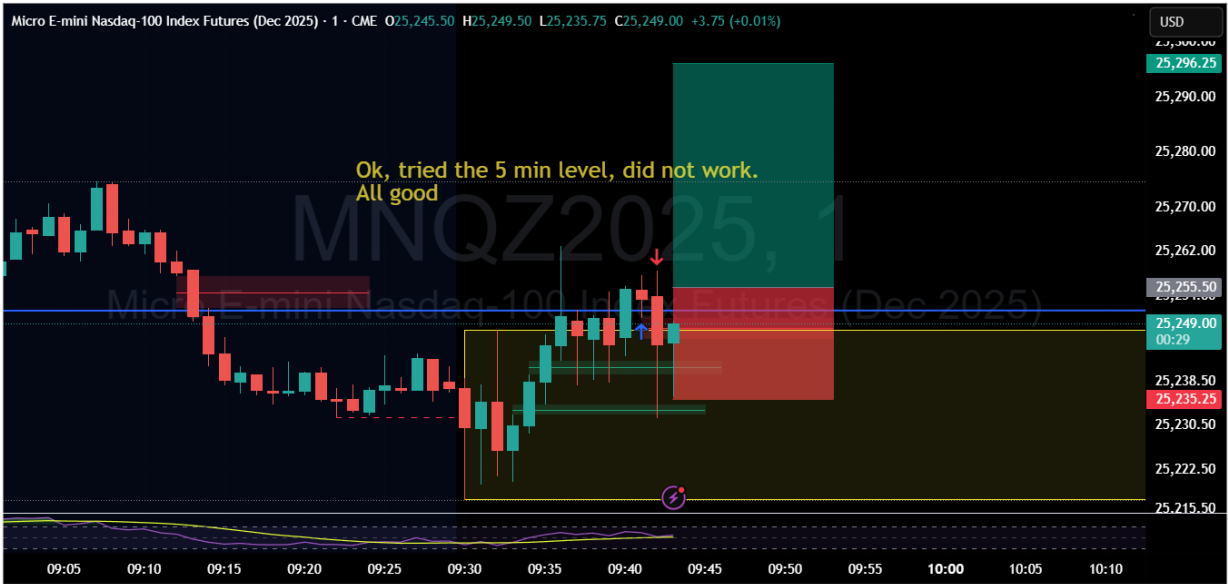 Micro E-mini Nasdaq-100 Index Futures (Dec 2025) · 1 · CME O25,245.50 H25,249.50 L25,235.75 C25,249.00 +3.75 (+0.01%)
USD
25,300.00
25,296.25
25,290.00
25,280.00
Ok, tried the 5 min level, did not work.
All good
25,270.00
MNQZ2025, 1
25,262.00
Micro E-mini Nasdaq-100 Index Futures (Dec 2025)
25,255.50
25,249.00
00:29
25,238.50
25,235.25
25,230.50
25,222.50
25,215.50
09:05 09:10 09:15 09:20 09:25 09:30 09:35 09:40 09:45 09:50 09:55 10:00 10:05 10:10